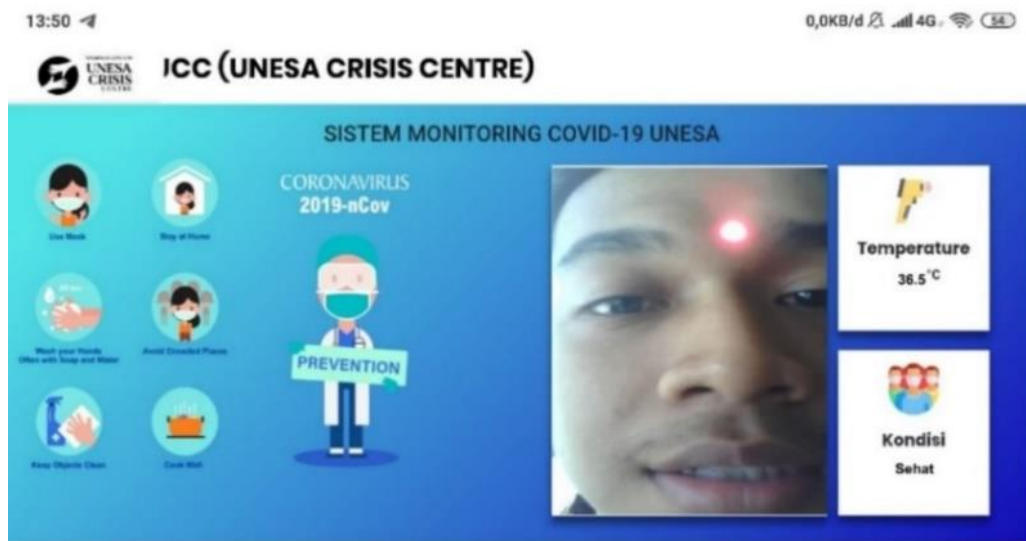 13:50
0,0KB/d 4G 54
UNESA
CRISIS
CENTRE
UCC (UNESA CRISIS CENTRE)
SISTEM MONITORING COVID-19 UNESA
CORONAVIRUS
2019-nCov
Use Mask
Stay at Home
Wash your Hands
Often with Soap and Water
Avoid Crowded Places
PREVENTION
Keep Objects Clean
Cook Well
Temperature
36.5°C
Kondisi
Sehat